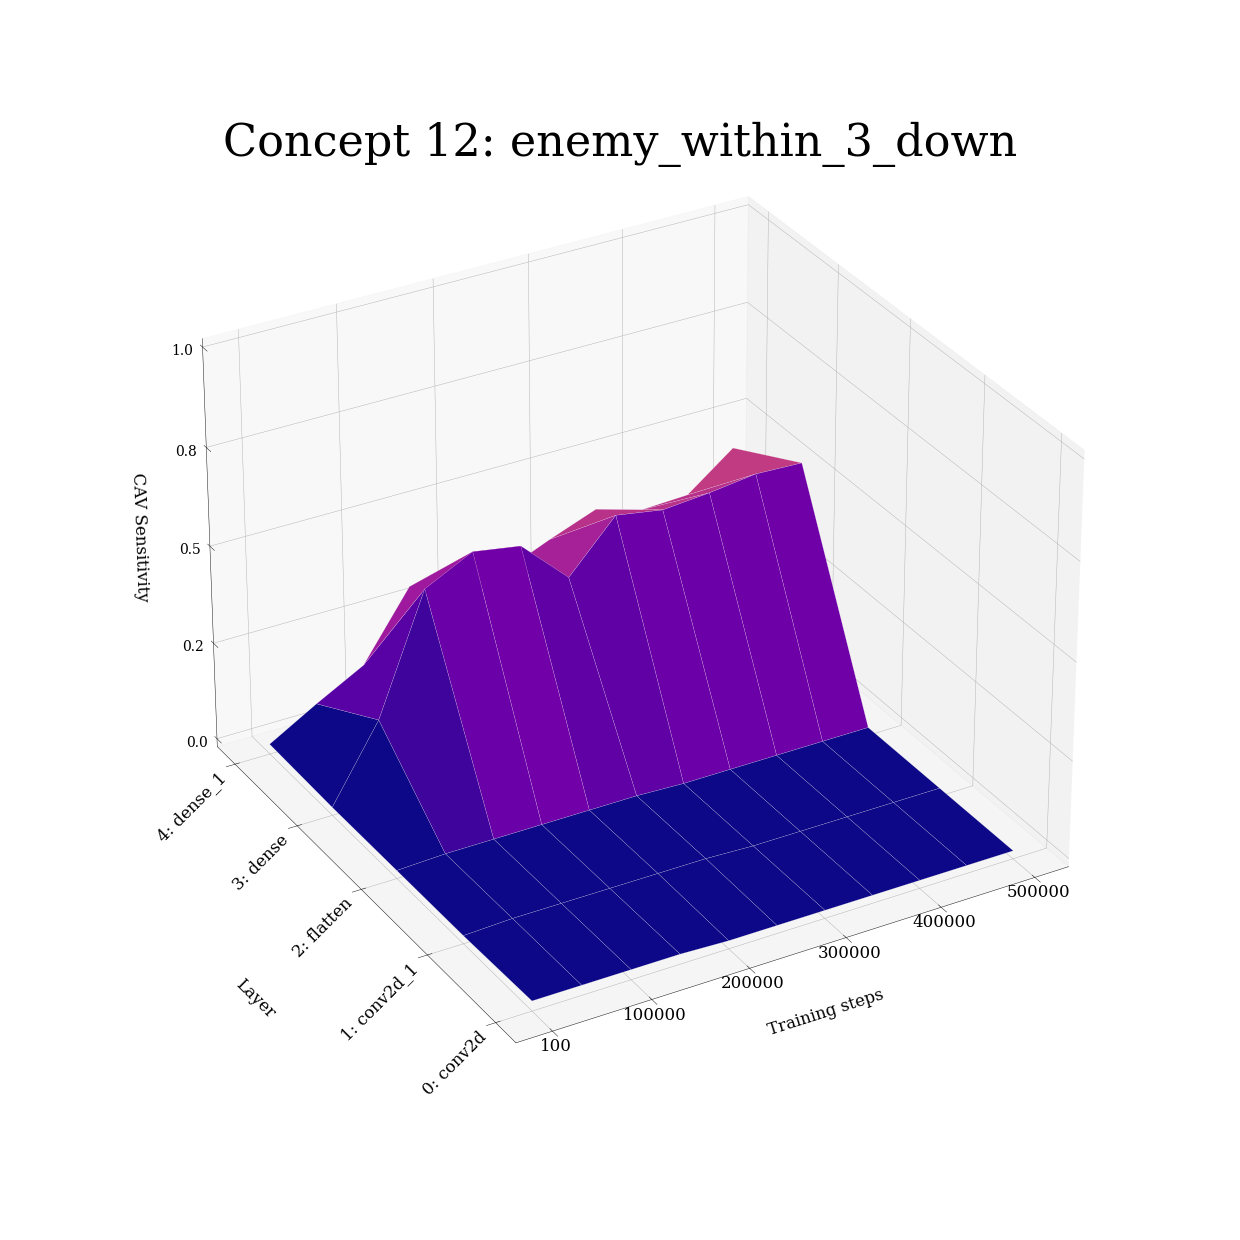 Concept 12: enemy_within_3_down
1.0
0.8
0.5
0.2
0.0
CAV Sensitivity
4: dense_1
3: dense
2: flatten
1: conv2d_1
0: conv2d
Layer
100
100000
200000
300000
400000
500000
Training steps